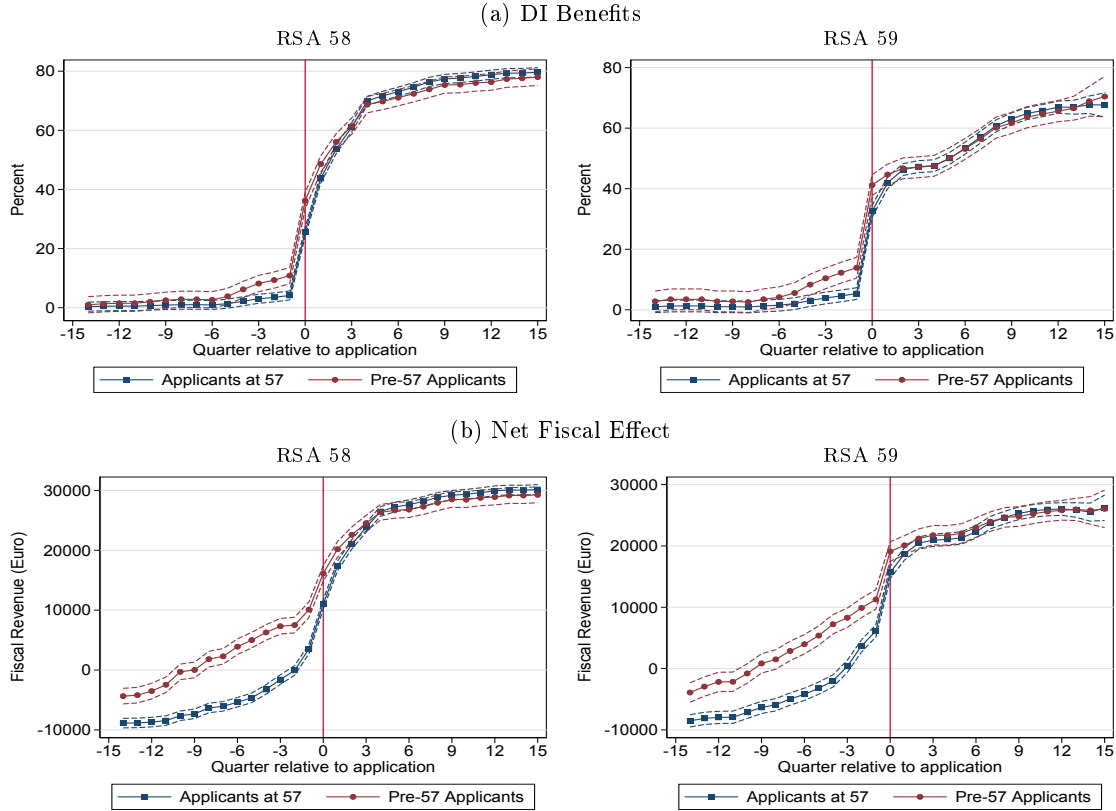 (a) DI Benefits
RSA 58
RSA 59
80
60
40
20
0
Percent
-15 -12 -9 -6 -3 0 3 6 9 12 15
Quarter relative to application
Applicants at 57 Pre-57 Applicants
80
60
40
20
0
Percent
-15 -12 -9 -6 -3 0 3 6 9 12 15
Quarter relative to application
Applicants at 57 Pre-57 Applicants
(b) Net Fiscal Effect
RSA 58
RSA 59
30000
20000
10000
0
-10000
Fiscal Revenue (Euro)
-15 -12 -9 -6 -3 0 3 6 9 12 15
Quarter relative to application
Applicants at 57 Pre-57 Applicants
30000
20000
10000
0
-10000
Fiscal Revenue (Euro)
-15 -12 -9 -6 -3 0 3 6 9 12 15
Quarter relative to application
Applicants at 57 Pre-57 Applicants